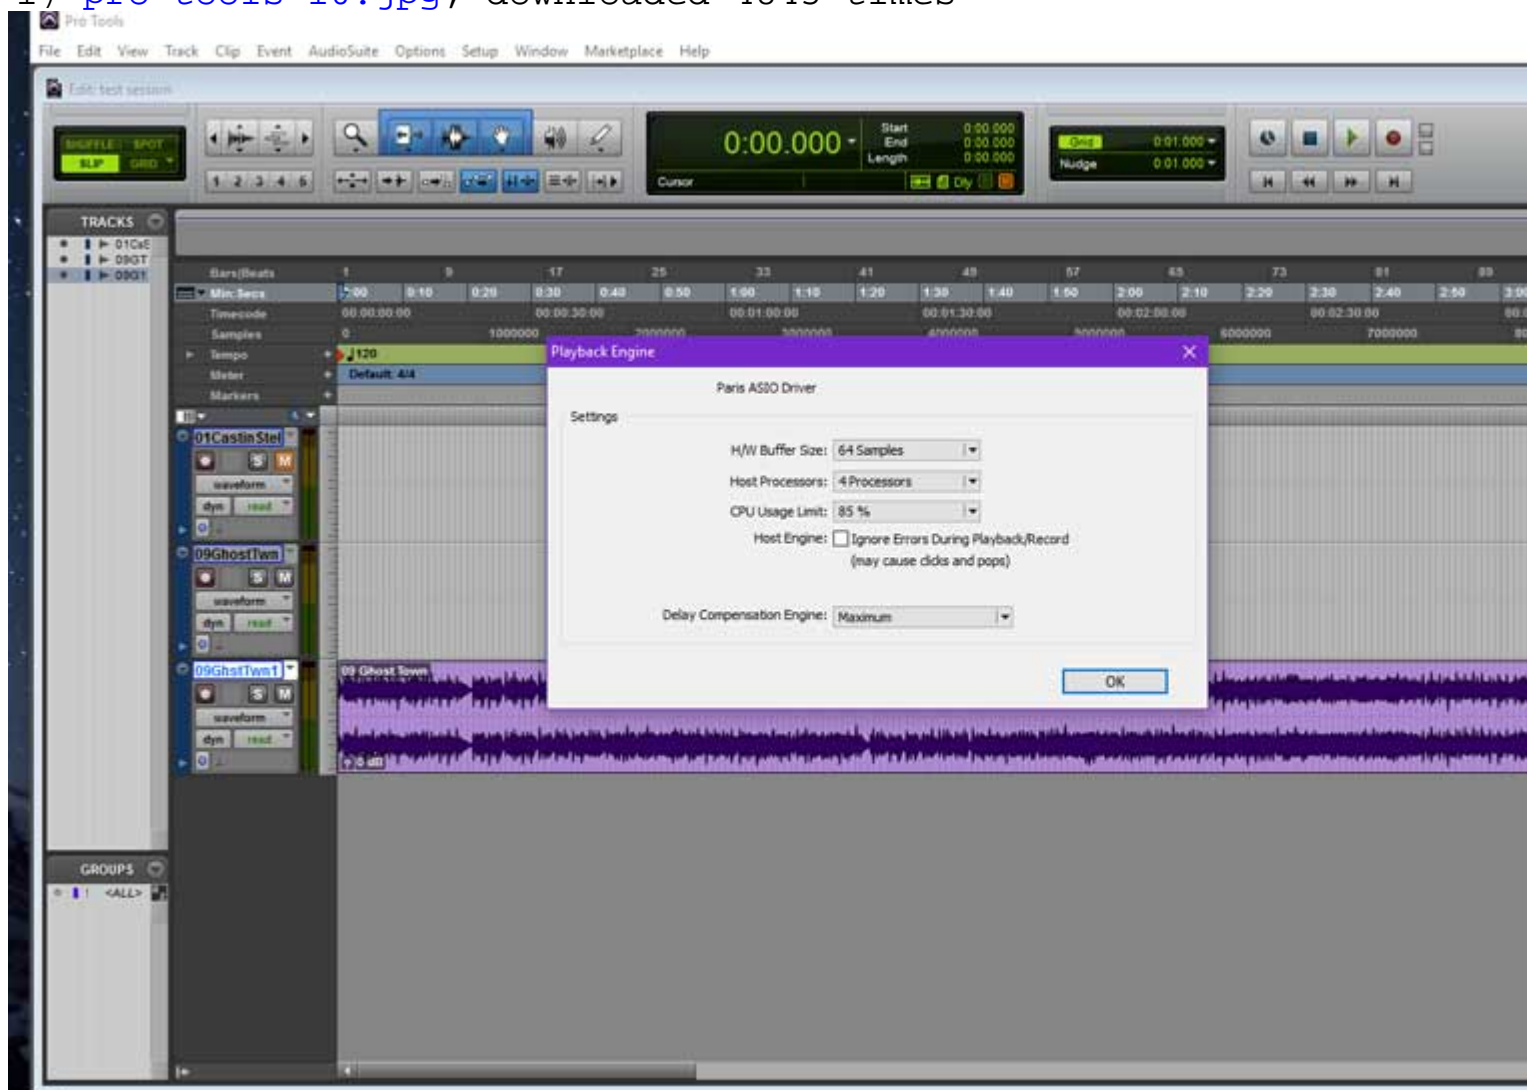 Pro Tools
File Edit View Track Clip Event AudioSuite Options Setup Window Marketplace Help
Edit: test session
SHUFFLE SPOT
SLIP GRID
1 2 3 4 5
0:00.000
Start 0:00.000
End 0:00.000
Length 0:00.000
Cursor
Dly
Grid 0:01.000
Nudge 0:01.000
TRACKS
01CaS
09GT
09GT
Bars|Beats 1 9 17 25 33 41 49 57 65 73 81 89
Min:Secs 0:00 0:10 0:20 0:30 0:40 0:50 1:00 1:10 1:20 1:30 1:40 1:50 2:00 2:10 2:20 2:30 2:40 2:50 3:00
Timecode 00:00:00:00 00:00:30:00 00:01:00:00 00:01:30:00 00:02:00:00 00:02:30:00
Samples 0 1000000 2000000 3000000 4000000 5000000 6000000 7000000
Tempo 120
Meter Default: 4/4
Markers
Playback Engine
Paris ASIO Driver
Settings
H/W Buffer Size: 64 Samples
Host Processors: 4 Processors
CPU Usage Limit: 85 %
Host Engine: Ignore Errors During Playback/Record
(may cause clicks and pops)
Delay Compensation Engine: Maximum
OK
01CastinStel
S M
waveform
dyn read
09GhostTwn
S M
waveform
dyn read
09GhstTwn1
S M
waveform
dyn read
09 Ghost Town
0 dB
GROUPS
! <ALL>